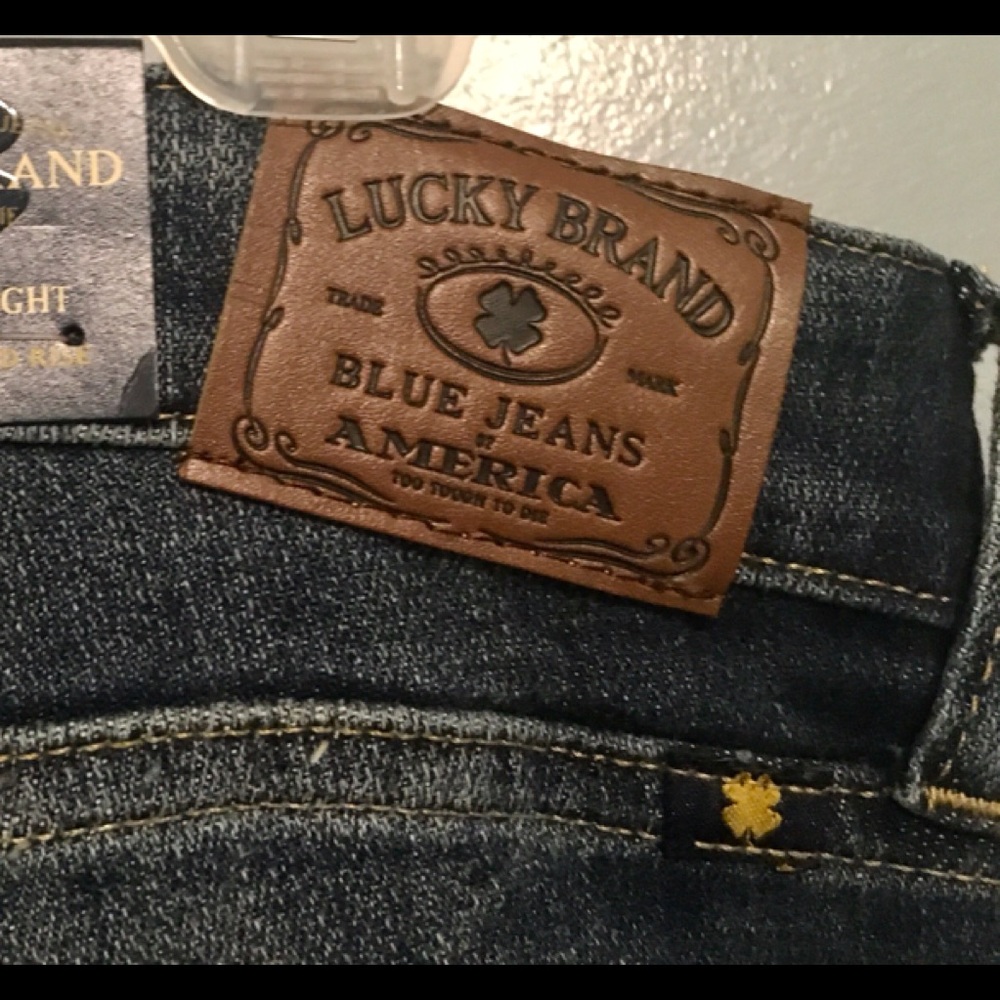 AND
GHT
LUCKY BRAND
TRADE MARK
BLUE JEANS
OF
AMERICA
TOO TOUGH TO DIE